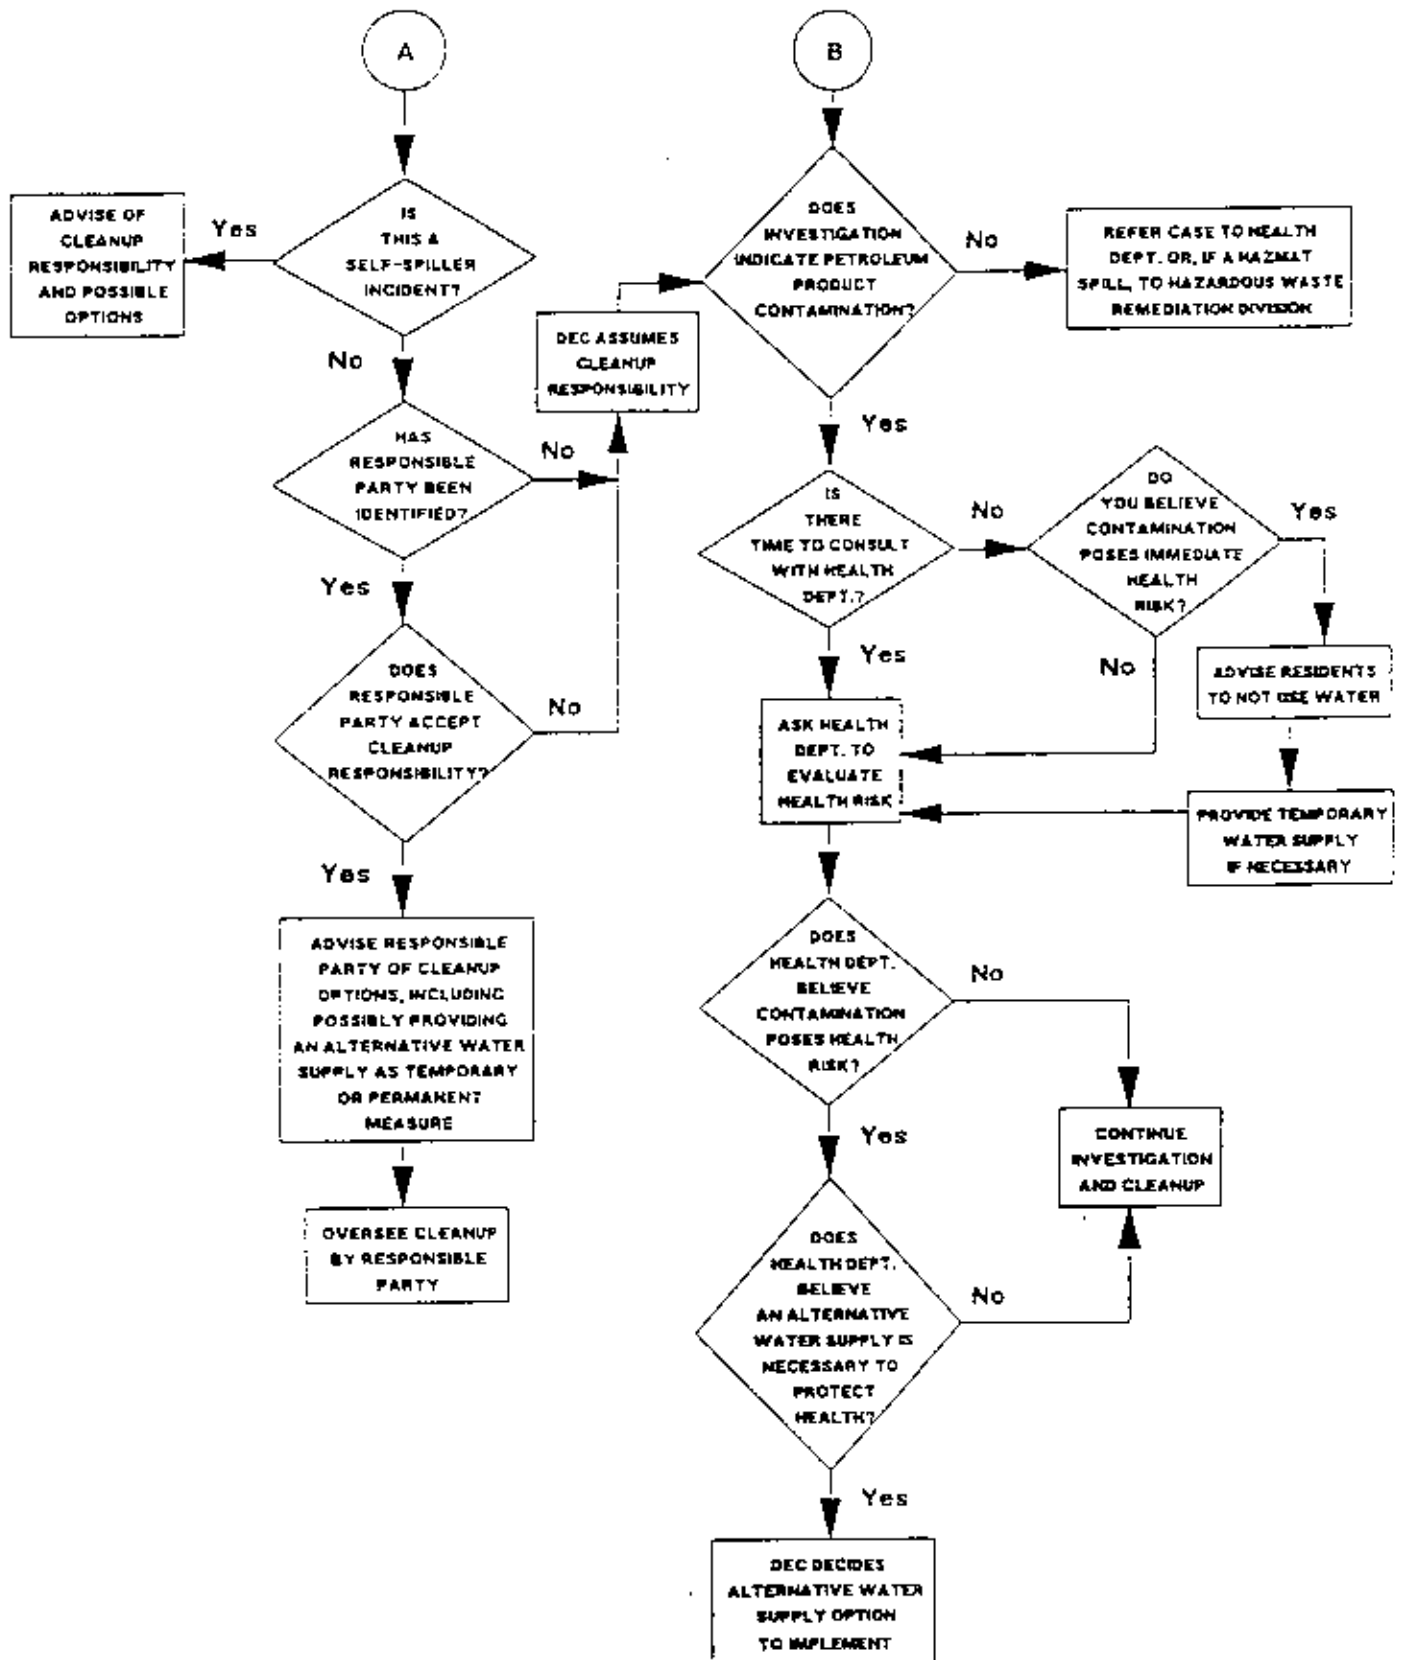 A
IS
THIS A
SELF-SPILLER
INCIDENT?
Yes
ADVISE OF
CLEANUP
RESPONSIBILITY
AND POSSIBLE
OPTIONS
No
HAS
RESPONSIBLE
PARTY BEEN
IDENTIFIED?
No
DEC ASSUMES
CLEANUP
RESPONSIBILITY
Yes
DOES
RESPONSIBLE
PARTY ACCEPT
CLEANUP
RESPONSIBILITY?
No
Yes
ADVISE RESPONSIBLE
PARTY OF CLEANUP
OPTIONS, INCLUDING
POSSIBLY PROVIDING
AN ALTERNATIVE WATER
SUPPLY AS TEMPORARY
OR PERMANENT
MEASURE
OVERSEE CLEANUP
BY RESPONSIBLE
PARTY
B
DOES
INVESTIGATION
INDICATE PETROLEUM
PRODUCT
CONTAMINATION?
No
REFER CASE TO HEALTH
DEPT. OR, IF A HAZMAT
SPILL, TO HAZARDOUS WASTE
REMEDIATION DIVISION
Yes
IS
THERE
TIME TO CONSULT
WITH HEALTH
DEPT.?
No
DO
YOU BELIEVE
CONTAMINATION
POSES IMMEDIATE
HEALTH
RISK?
Yes
ADVISE RESIDENTS
TO NOT USE WATER
PROVIDE TEMPORARY
WATER SUPPLY
IF NECESSARY
No
Yes
ASK HEALTH
DEPT. TO
EVALUATE
HEALTH RISK
DOES
HEALTH DEPT.
BELIEVE
CONTAMINATION
POSES HEALTH
RISK?
No
CONTINUE
INVESTIGATION
AND CLEANUP
Yes
DOES
HEALTH DEPT.
BELIEVE
AN ALTERNATIVE
WATER SUPPLY IS
NECESSARY TO
PROTECT
HEALTH?
No
Yes
DEC DECIDES
ALTERNATIVE WATER
SUPPLY OPTION
TO IMPLEMENT